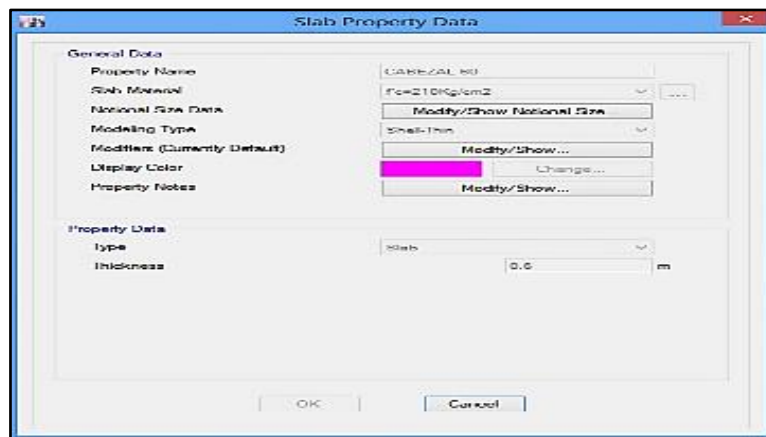 Slab Property Data
General Data
Property Name CABEZAL 60
Slab Material f'c=210Kg/cm2 ...
Notional Size Data Modify/Show Notional Size
Modeling Type Shell-Thin
Modifiers (Currently Default) Modify/Show...
Display Color Change...
Property Notes Modify/Show...
Property Data
Type Slab
Thickness 0.6 m
OK Cancel